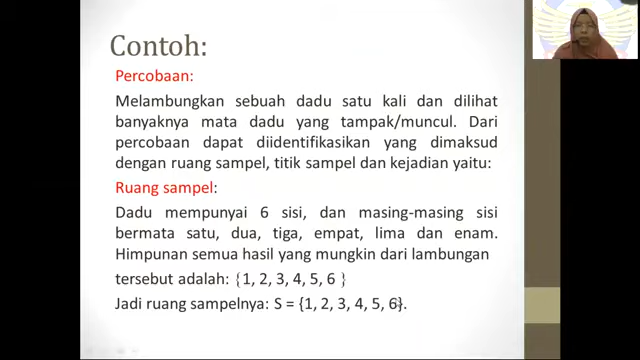 Contoh:
Percobaan:
Melambungkan sebuah dadu satu kali dan dilihat
banyaknya mata dadu yang tampak/muncul. Dari
percobaan dapat diidentifikasikan yang dimaksud
dengan ruang sampel, titik sampel dan kejadian yaitu:
Ruang sampel:
Dadu mempunyai 6 sisi, dan masing-masing sisi
bermata satu, dua, tiga, empat, lima dan enam.
Himpunan semua hasil yang mungkin dari lambungan
tersebut adalah: {1, 2, 3, 4, 5, 6 }
Jadi ruang sampelnya: S = {1, 2, 3, 4, 5, 6}.